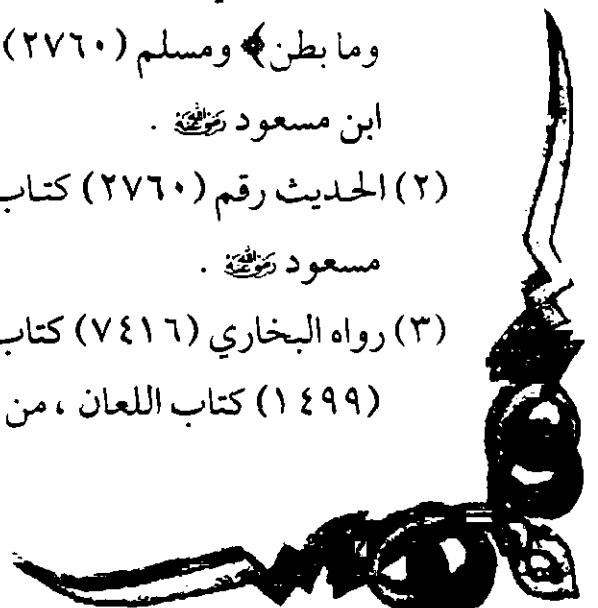 وما بطن﴾ ومسلم (٢٧٦٠)
ابن مسعود رضي الله عنه .
(٢) الحديث رقم (٢٧٦٠) كتاب
مسعود رضي الله عنه .
(٣) رواه البخاري (٧٤١٦) كتاب
(١٤٩٩) كتاب اللعان ، من